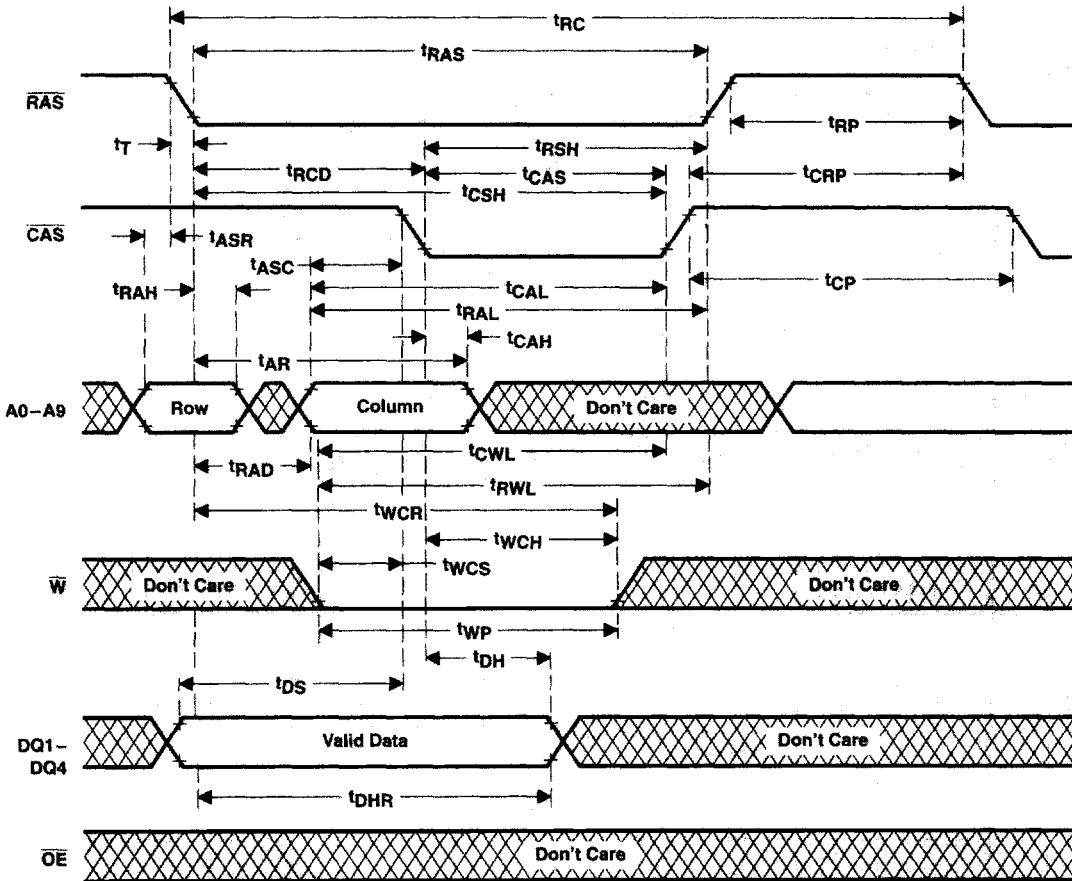 tRC
tRAS
RAS
tT
tRP
tRSH
tRCD
tCAS
tCRP
tCSH
CAS
tASR
tASC
tRAH
tCAL
tCP
tRAL
tCAH
tAR
A0–A9
Row
Column
Don't Care
tCWL
tRAD
tRWL
tWCR
tWCH
tWCS
W
Don't Care
Don't Care
tWP
tDH
tDS
DQ1–
DQ4
Valid Data
Don't Care
tDHR
OE
Don't Care